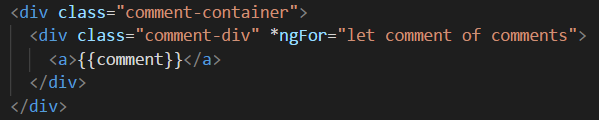 <div class="comment-container">
  <div class="comment-div" *ngFor="let comment of comments">
    <a>{{comment}}</a>
  </div>
</div>